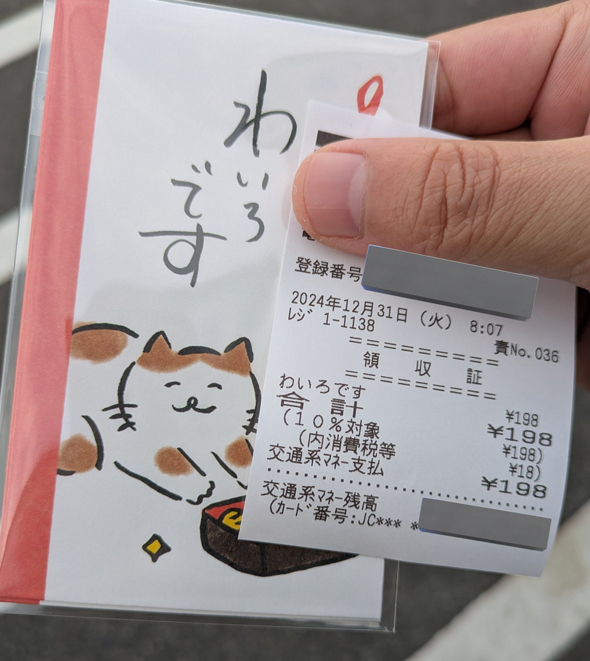 わいろ
です
登録番号
2024年12月31日(火) 8:07
ﾚｼﾞ 1-1138 責No.036
==========
領 収 証
==========
わいろです ¥198
合 計 ¥198
(10%対象 ¥198)
(内消費税等 ¥18)
交通系ﾏﾈｰ支払 ¥198
交通系ﾏﾈｰ残高
(ｶｰﾄﾞ番号:JC*** *